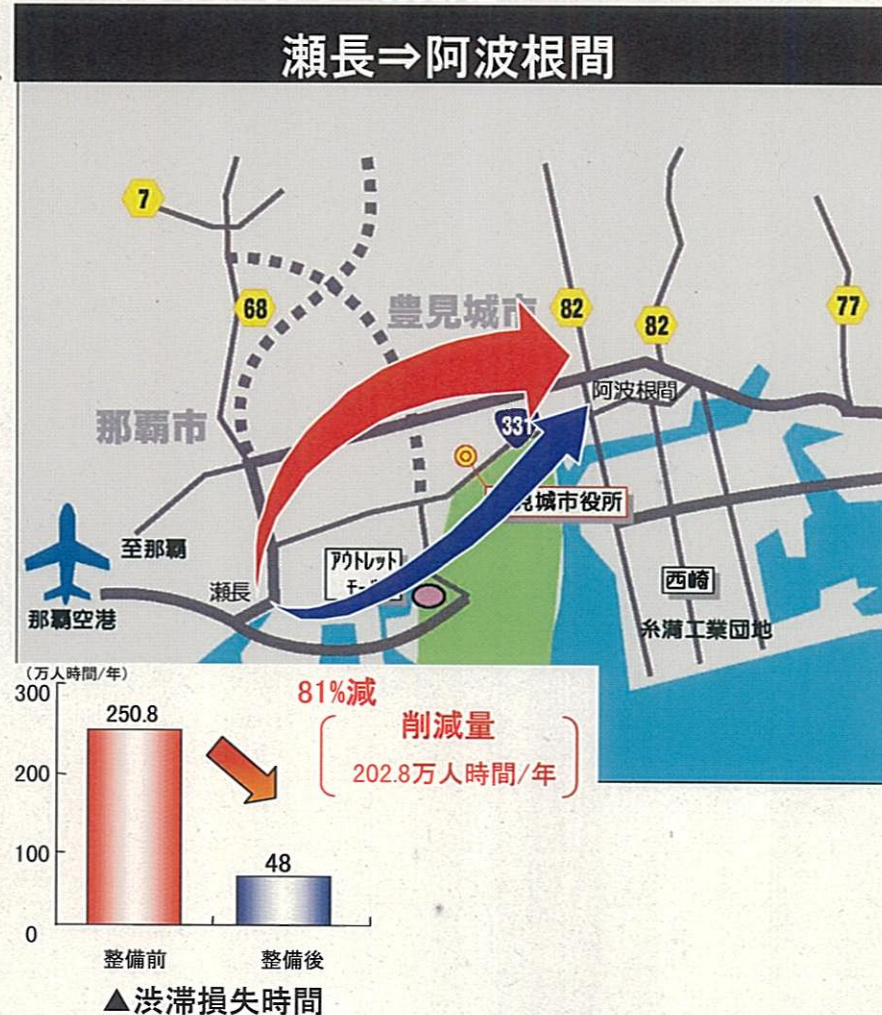 瀬長⇒阿波根間
7
68
豊見城市
82
82
77
阿波根間
那覇市
331
見城市役所
至那覇
アウトレット
瀬長
那覇空港
西崎
糸満工業団地
(万人時間/年)
300
81%減
250.8
削減量
202.8万人時間/年
200
100
48
0
整備前
整備後
▲渋滞損失時間